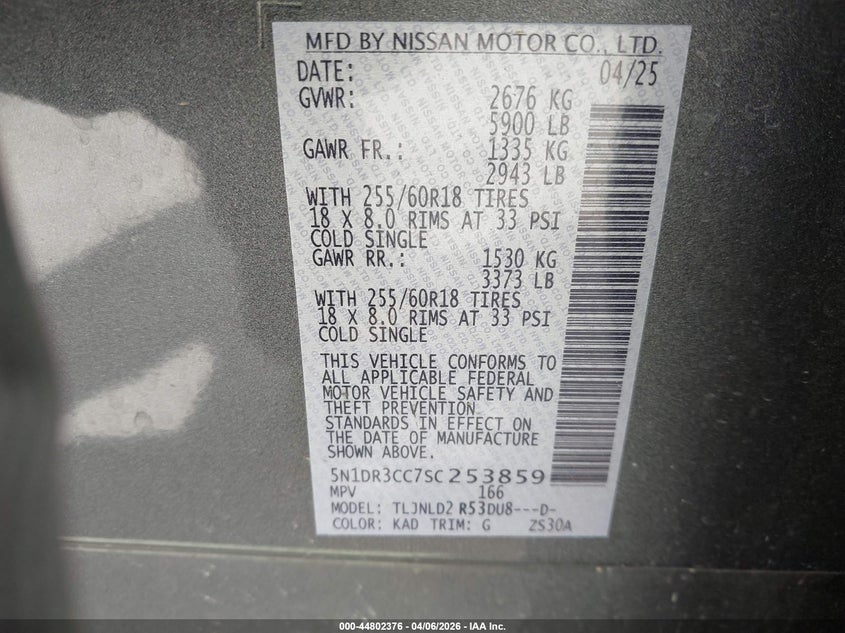 MFD BY NISSAN MOTOR CO., LTD.
DATE: 04/25
GVWR: 2676 KG
5900 LB
GAWR FR.: 1335 KG
2943 LB
WITH 255/60R18 TIRES
18 X 8.0 RIMS AT 33 PSI
COLD SINGLE
GAWR RR.: 1530 KG
3373 LB
WITH 255/60R18 TIRES
18 X 8.0 RIMS AT 33 PSI
COLD SINGLE
THIS VEHICLE CONFORMS TO
ALL APPLICABLE FEDERAL
MOTOR VEHICLE SAFETY AND
THEFT PREVENTION
STANDARDS IN EFFECT ON
THE DATE OF MANUFACTURE
SHOWN ABOVE.
5N1DR3CC7SC253859
MPV 166
MODEL: TLJNLD2 R53DU8---D-
COLOR: KAD TRIM: G ZS30A
000-44802376 - 04/06/2026 - IAA Inc.